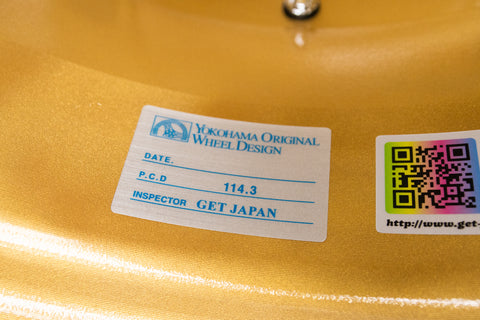 YOKOHAMA ORIGINAL
WHEEL DESIGN
DATE.
P.C.D 114.3
INSPECTOR GET JAPAN
http://www.get-